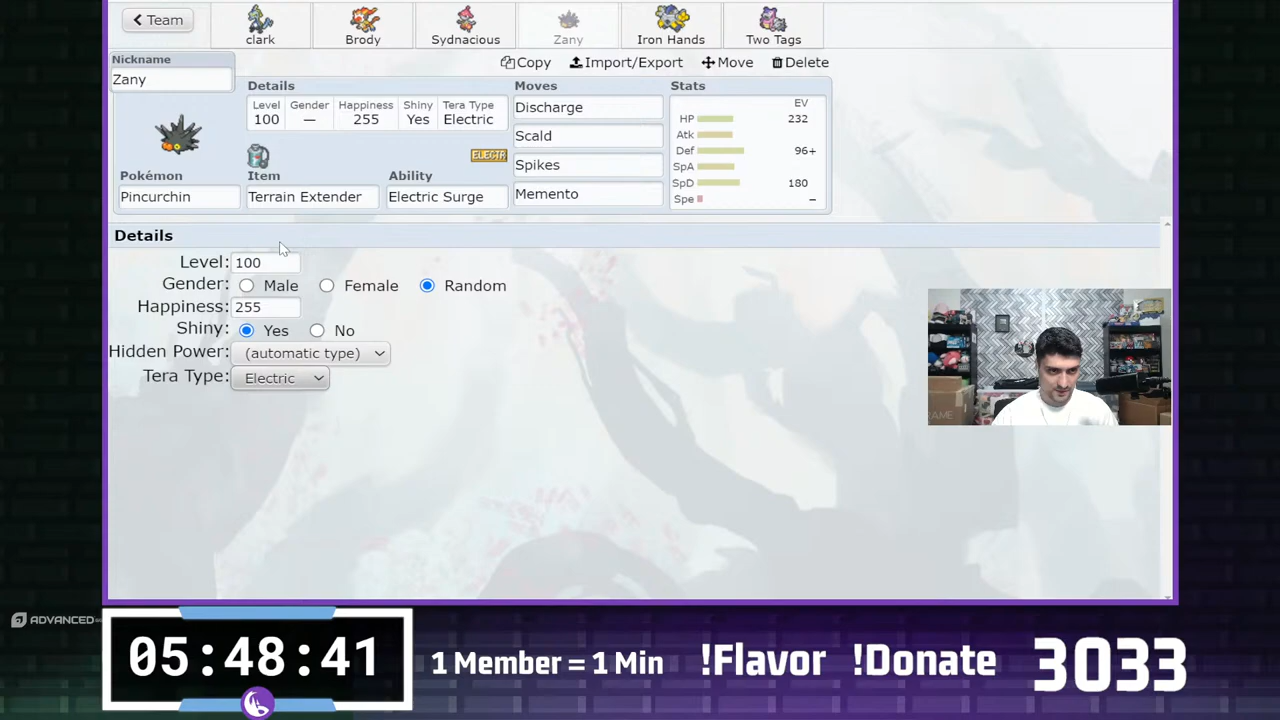 Team
clark
Brody
Sydnacious
Zany
Iron Hands
Two Tags
Copy
Import/Export
Move
Delete
Nickname
Zany
Details
Level
100
Gender
—
Happiness
255
Shiny
Yes
Tera Type
Electric
ELECTR
Pokémon
Pincurchin
Item
Terrain Extender
Ability
Electric Surge
Moves
Discharge
Scald
Spikes
Memento
Stats
EV
HP 232
Atk
Def 96+
SpA
SpD 180
Spe –
Details
Level: 100
Gender: Male Female Random
Happiness: 255
Shiny: Yes No
Hidden Power: (automatic type)
Tera Type: Electric
ADVANCED
05:48:41
1 Member = 1 Min
!Flavor
!Donate
3033